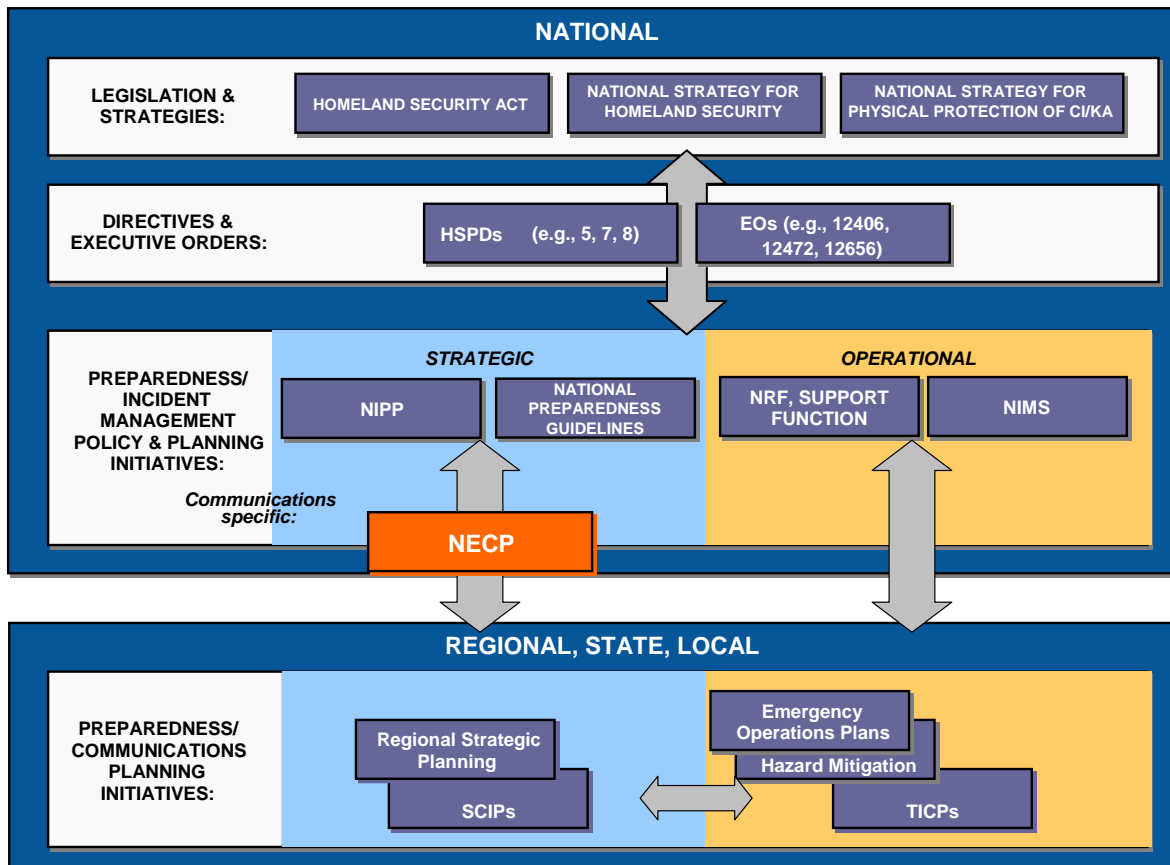 NATIONAL
LEGISLATION &
STRATEGIES:
HOMELAND SECURITY ACT
NATIONAL STRATEGY FOR
HOMELAND SECURITY
NATIONAL STRATEGY FOR
PHYSICAL PROTECTION OF CI/KA
DIRECTIVES &
EXECUTIVE ORDERS:
HSPDs (e.g., 5, 7, 8)
EOs (e.g., 12406,
12472, 12656)
PREPAREDNESS/
INCIDENT
MANAGEMENT
POLICY & PLANNING
INITIATIVES:
STRATEGIC
NIPP
NATIONAL
PREPAREDNESS
GUIDELINES
OPERATIONAL
NRF, SUPPORT
FUNCTION
NIMS
Communications
specific:
NECP
REGIONAL, STATE, LOCAL
PREPAREDNESS/
COMMUNICATIONS
PLANNING
INITIATIVES:
Regional Strategic
Planning
SCIPs
Emergency
Operations Plans
Hazard Mitigation
TICPs